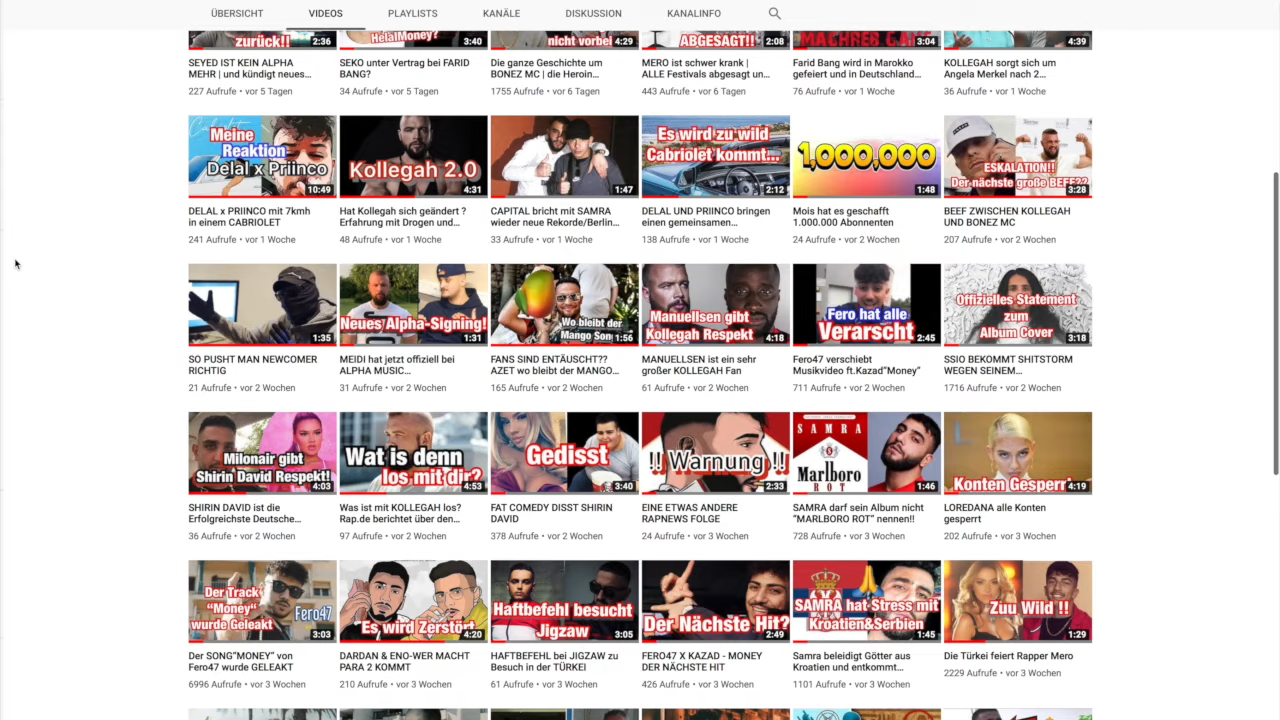 ÜBERSICHT VIDEOS PLAYLISTS KANÄLE DISKUSSION KANALINFO
zurück!! 2:36
HelalMoney? 3:40
nicht vorbei 4:29
ABGESAGT!! 2:08
MAGHREB GANG 3:04
4:39
SEYED IST KEIN ALPHA
MEHR | und kündigt neues...
227 Aufrufe • vor 5 Tagen
SEKO unter Vertrag bei FARID
BANG?
34 Aufrufe • vor 5 Tagen
Die ganze Geschichte um
BONEZ MC | die Heroin...
1755 Aufrufe • vor 6 Tagen
MERO ist schwer krank |
ALLE Festivals abgesagt un...
443 Aufrufe • vor 6 Tagen
Farid Bang wird in Marokko
gefeiert und in Deutschland...
76 Aufrufe • vor 1 Woche
KOLLEGAH sorgt sich um
Angela Merkel nach 2...
36 Aufrufe • vor 1 Woche
Meine
Reaktion
Delal x Priinco
10:49
Kollegah 2.0
4:31
1:47
Es wird zu wild
Cabriolet kommt...
2:12
1,000,000
1:48
ESKALATION!!
Der nächste große BEEF??
3:28
DELAL x PRIINCO mit 7kmh
in einem CABRIOLET
241 Aufrufe • vor 1 Woche
Hat Kollegah sich geändert ?
Erfahrung mit Drogen und...
48 Aufrufe • vor 1 Woche
CAPITAL bricht mit SAMRA
wieder neue Rekorde/Berlin...
33 Aufrufe • vor 1 Woche
DELAL UND PRIINCO bringen
einen gemeinsamen...
138 Aufrufe • vor 1 Woche
Mois hat es geschafft
1.000.000 Abonnenten
24 Aufrufe • vor 2 Wochen
BEEF ZWISCHEN KOLLEGAH
UND BONEZ MC
207 Aufrufe • vor 2 Wochen
1:35
Neues Alpha-Signing!
1:31
Wo bleibt der
Mango Son
1:56
Manuellsen gibt
Kollegah Respekt
4:18
Fero hat alle
Verarscht
2:45
Offizielles Statement
zum
Album Cover
3:18
SO PUSHT MAN NEWCOMER
RICHTIG
21 Aufrufe • vor 2 Wochen
MEIDI hat jetzt offiziell bei
ALPHA MUSIC...
31 Aufrufe • vor 2 Wochen
FANS SIND ENTÄUSCHT??
AZET wo bleibt der MANGO...
165 Aufrufe • vor 2 Wochen
MANUELLSEN ist ein sehr
großer KOLLEGAH Fan
61 Aufrufe • vor 2 Wochen
Fero47 verschiebt
Musikvideo ft.Kazad"Money"
711 Aufrufe • vor 2 Wochen
SSIO BEKOMMT SHITSTORM
WEGEN SEINEM...
1716 Aufrufe • vor 2 Wochen
Milonair gibt
Shirin David Respekt!
4:03
Wat is denn
los mit dir?
4:53
Gedisst
3:40
!! Warnung !!
2:33
SAMRA
Marlboro
ROT
1:46
Konten Gesperrt
4:19
SHIRIN DAVID ist die
Erfolgreichste Deutsche...
36 Aufrufe • vor 2 Wochen
Was ist mit KOLLEGAH los?
Rap.de berichtet über den...
97 Aufrufe • vor 2 Wochen
FAT COMEDY DISST SHIRIN
DAVID
378 Aufrufe • vor 2 Wochen
EINE ETWAS ANDERE
RAPNEWS FOLGE
24 Aufrufe • vor 3 Wochen
SAMRA darf sein Album nicht
"MARLBORO ROT" nennen!!
728 Aufrufe • vor 3 Wochen
LOREDANA alle Konten
gesperrt
202 Aufrufe • vor 3 Wochen
Der Track
"Money"
wurde Geleakt
Fero47
3:03
Es wird Zerstört
4:20
Haftbefehl besucht
Jigzaw
3:05
Der Nächste Hit?
2:49
SAMRA hat Stress mit
Kroatien&Serbien
1:45
Zuu Wild !!
1:29
Der SONG"MONEY" von
Fero47 wurde GELEAKT
6996 Aufrufe • vor 3 Wochen
DARDAN & ENO-WER MACHT
PARA 2 KOMMT
210 Aufrufe • vor 3 Wochen
HAFTBEFEHL bei JIGZAW zu
Besuch in der TÜRKEI
61 Aufrufe • vor 3 Wochen
FERO47 X KAZAD - MONEY
DER NÄCHSTE HIT
426 Aufrufe • vor 3 Wochen
Samra beleidigt Götter aus
Kroatien und entkommt...
1101 Aufrufe • vor 3 Wochen
Die Türkei feiert Rapper Mero
2229 Aufrufe • vor 3 Wochen